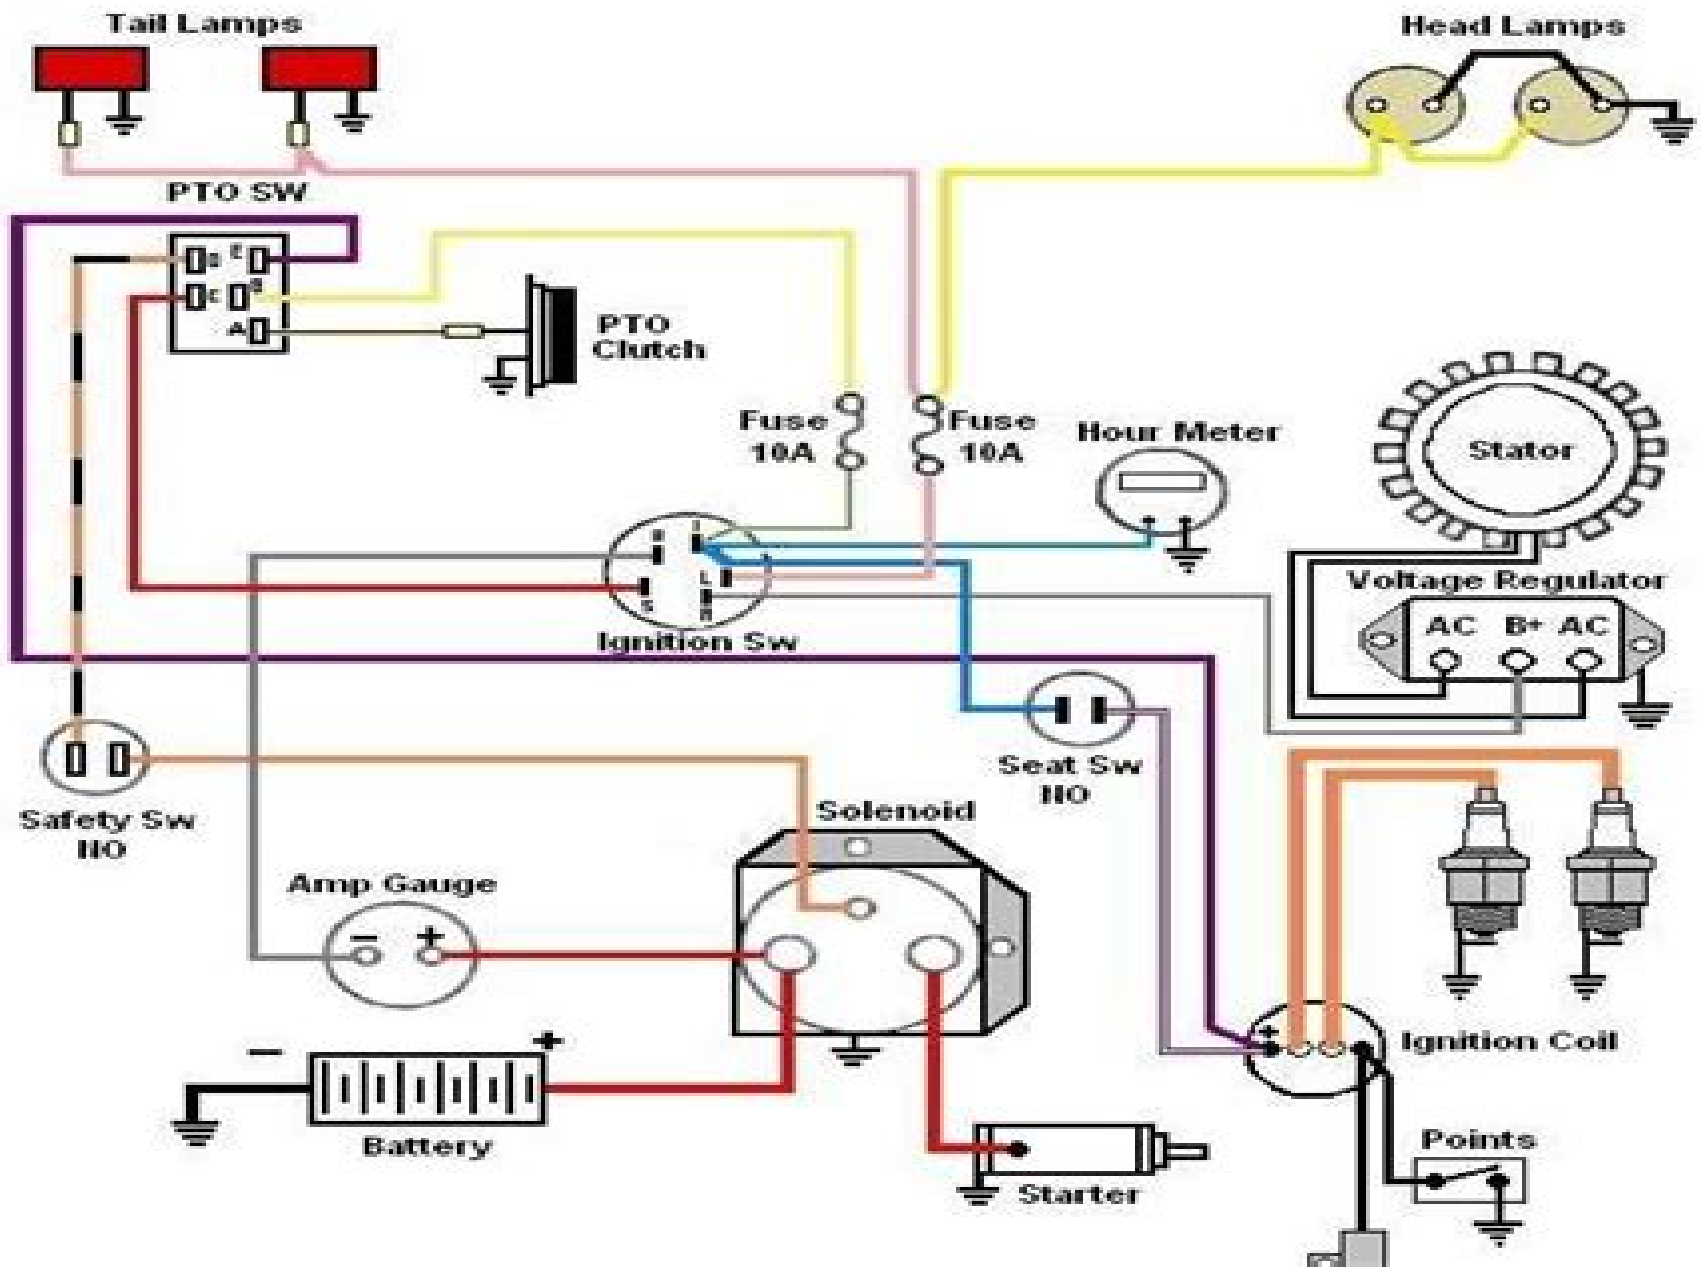 Tail Lamps
Head Lamps
PTO SW
E
C
A
PTO
Clutch
Fuse
10A
Fuse
10A
Hour Meter
Stator
I
L
S
Ignition Sw
Voltage Regulator
AC B+ AC
Seat Sw
NO
Safety Sw
NO
Solenoid
Amp Gauge
- +
- +
Battery
+
Ignition Coil
Points
Starter